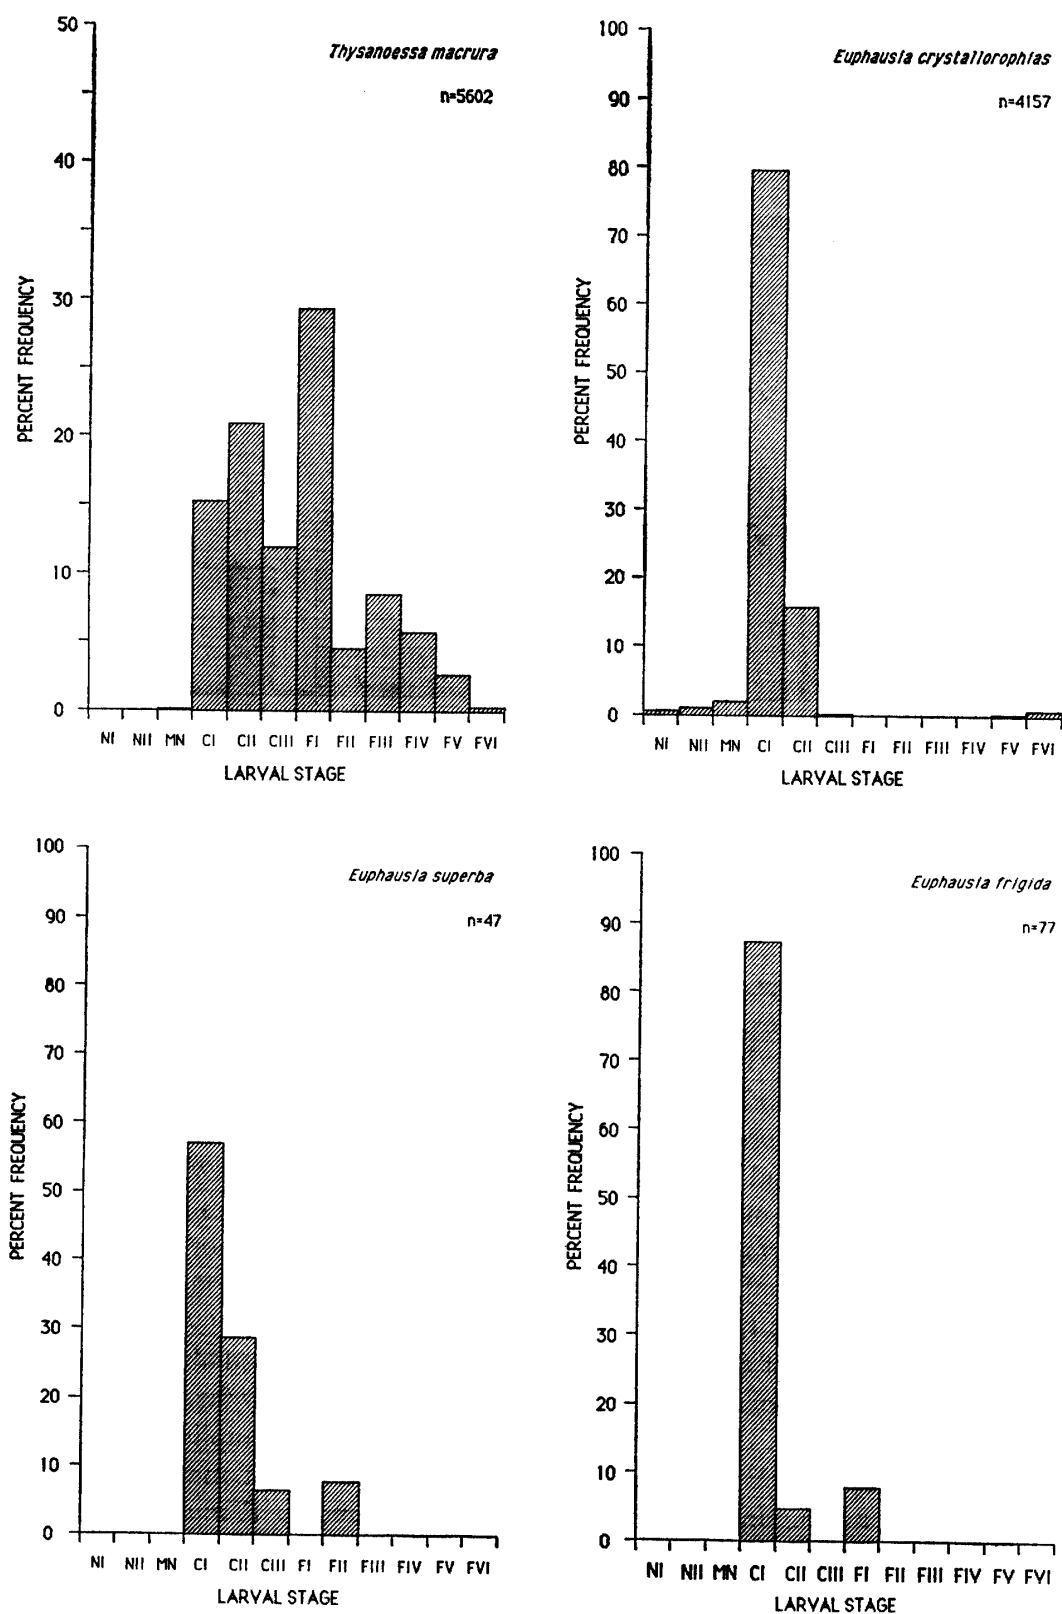 Thysanoessa macrura
n=5602
PERCENT FREQUENCY
50
40
30
20
10
0
NI NII MN CI CII CIII FI FII FIII FIV FV FVI
LARVAL STAGE
Euphausia crystallorophias
n=4157
PERCENT FREQUENCY
100
90
80
70
60
50
40
30
20
10
0
NI NII MN CI CII CIII FI FII FIII FIV FV FVI
LARVAL STAGE
Euphausia superba
n=47
PERCENT FREQUENCY
100
90
80
70
60
50
40
30
20
10
0
NI NII MN CI CII CIII FI FII FIII FIV FV FVI
LARVAL STAGE
Euphausia frigida
n=77
PERCENT FREQUENCY
100
90
80
70
60
50
40
30
20
10
0
NI NII MN CI CII CIII FI FII FIII FIV FV FVI
LARVAL STAGE